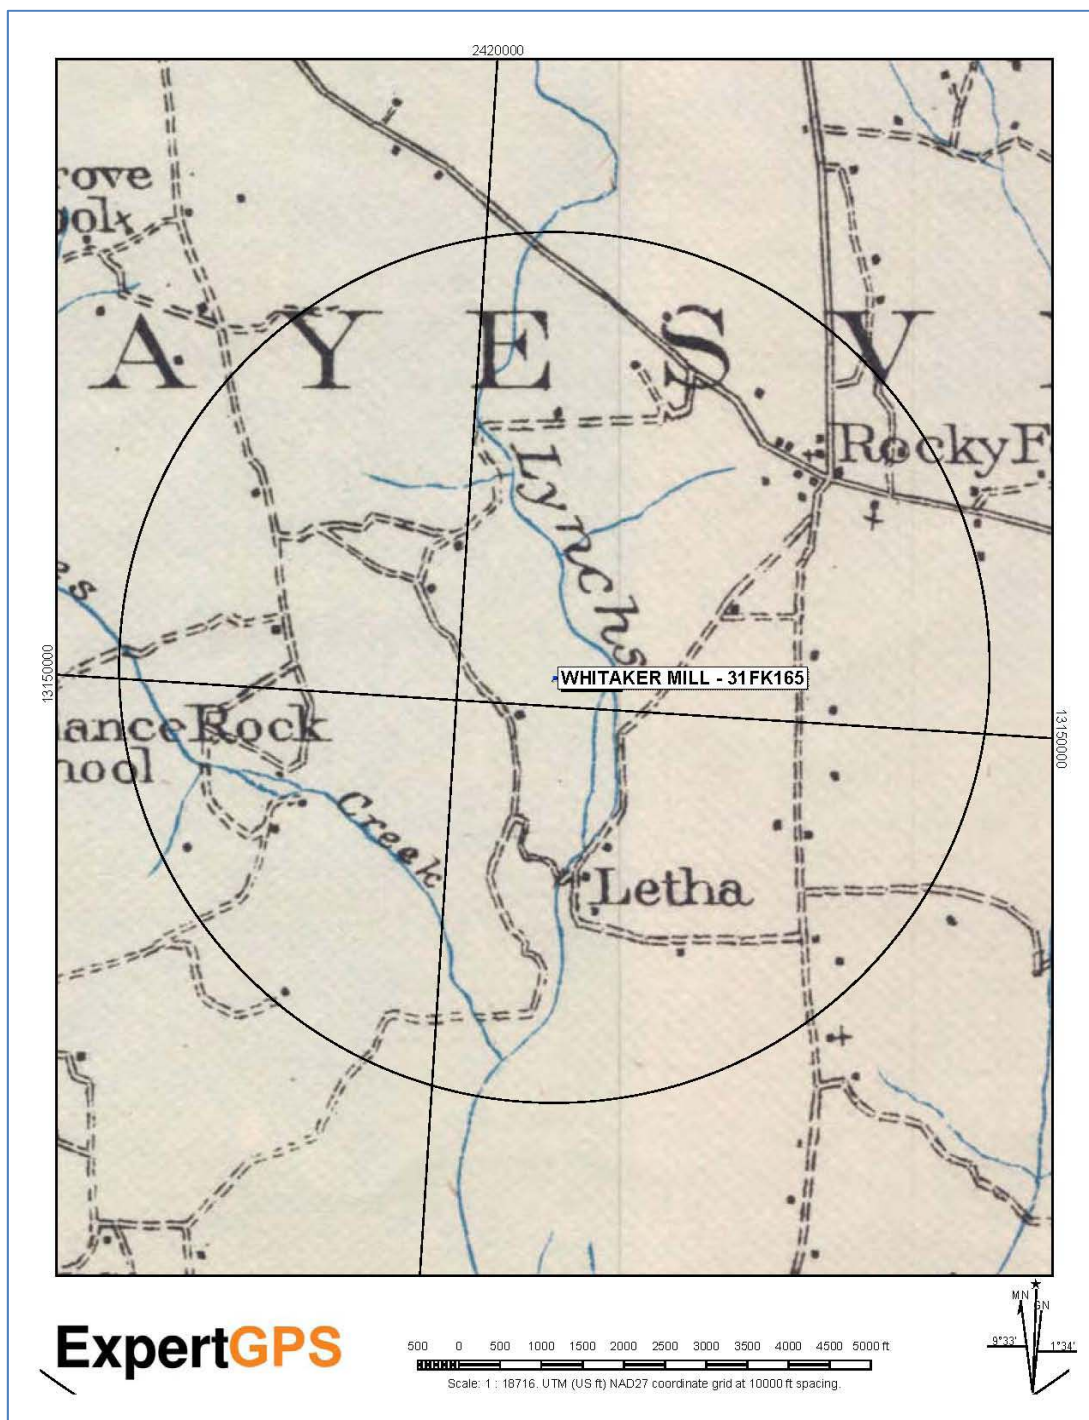 2420000
rove
ool
A Y E S V
Rocky F
Lynchs
es
13150000
WHITAKER MILL - 31FK165
13150000
ance Rock
hool
Creek
Letha
MN
GN
9°33'
1°34'
ExpertGPS
500 0 500 1000 1500 2000 2500 3000 3500 4000 4500 5000 ft
Scale: 1 : 18716. UTM (US ft) NAD27 coordinate grid at 10000 ft spacing.